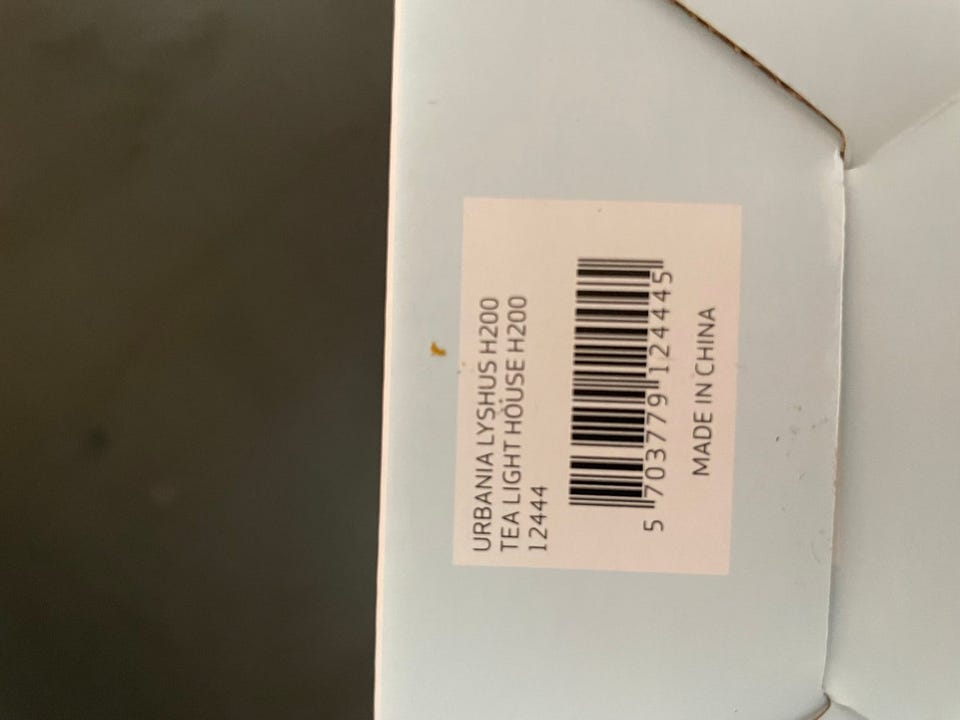 URBANIA LYSHUS H200
TEA LIGHT HOUSE H200
12444
5 703779 124445
MADE IN CHINA